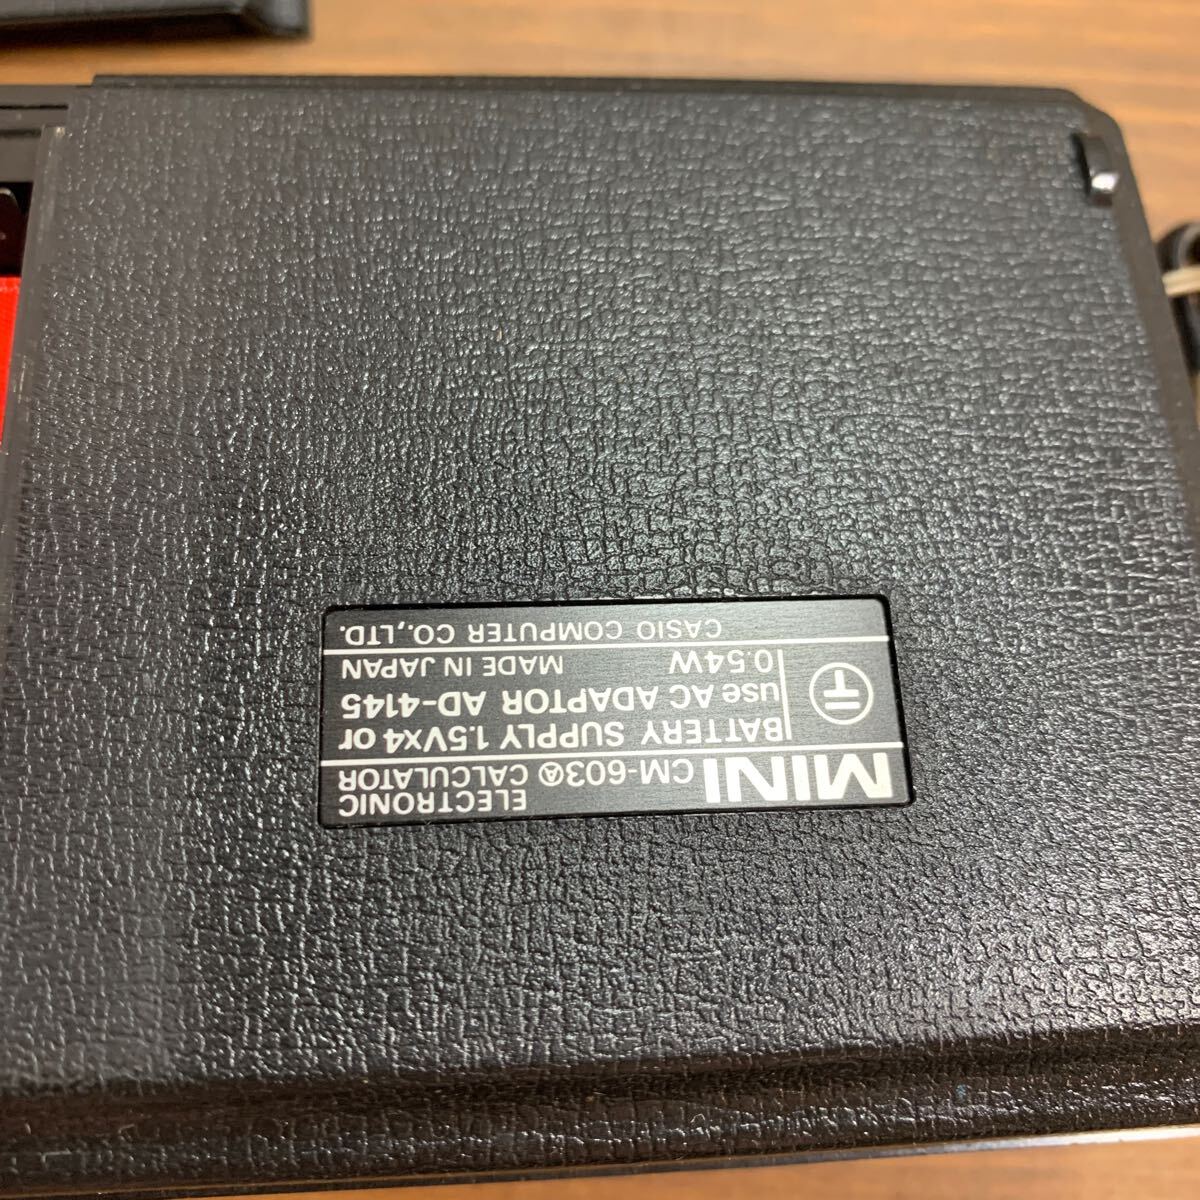 MINI CM-603Ⓐ ELECTRONIC CALCULATOR
BATTERY SUPPLY 1.5V×4 or
use AC ADAPTOR AD-4145
0.54W MADE IN JAPAN
CASIO COMPUTER CO.,LTD.